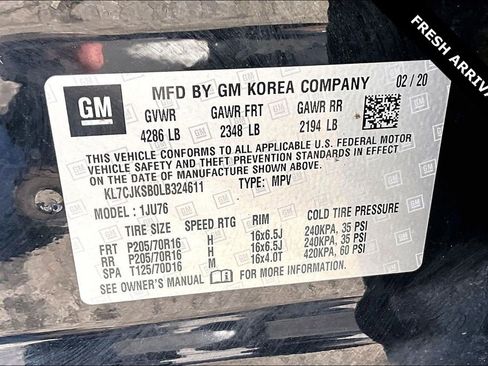 FRESH ARRIVA
GM
MFD BY GM KOREA COMPANY 02/20
GVWR GAWR FRT GAWR RR
4286 LB 2348 LB 2194 LB
THIS VEHICLE CONFORMS TO ALL APPLICABLE U.S. FEDERAL MOTOR
VEHICLE SAFETY AND THEFT PREVENTION STANDARDS IN EFFECT ON THE
DATE OF MANUFACTURE SHOWN ABOVE.
KL7CJKSB0LB324611 TYPE: MPV
MODEL: 1JU76
TIRE SIZE SPEED RTG RIM COLD TIRE PRESSURE
FRT P205/70R16 H 16x6.5J 240KPA, 35 PSI
RR P205/70R16 H 16x6.5J 240KPA, 35 PSI
SPA T125/70D16 M 16x4.0T 420KPA, 60 PSI
SEE OWNER'S MANUAL FOR MORE INFORMATION.